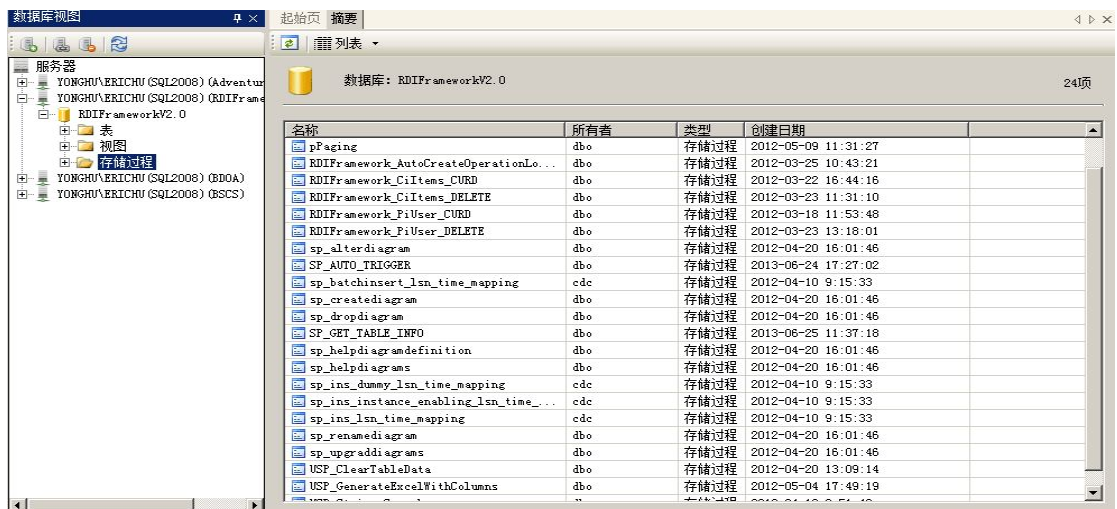 数据库视图
起始页 摘要
列表
服务器
YONGHU\ERICHU(SQL2008)(Adventur
YONGHU\ERICHU(SQL2008)(RDIFrame
RDIFrameworkV2.0
表
视图
存储过程
YONGHU\ERICHU(SQL2008)(BDOA)
YONGHU\ERICHU(SQL2008)(BSCS)
数据库: RDIFrameworkV2.0
24项
名称 所有者 类型 创建日期
pPaging dbo 存储过程 2012-05-09 11:31:27
RDIFramework_AutoCreateOperationLo... dbo 存储过程 2012-03-25 10:43:21
RDIFramework_CiItems_CURD dbo 存储过程 2012-03-22 16:44:16
RDIFramework_CiItems_DELETE dbo 存储过程 2012-03-23 11:31:10
RDIFramework_PiUser_CURD dbo 存储过程 2012-03-18 11:53:48
RDIFramework_PiUser_DELETE dbo 存储过程 2012-03-23 13:18:01
sp_alterdiagram dbo 存储过程 2012-04-20 16:01:46
SP_AUTO_TRIGGER dbo 存储过程 2013-06-24 17:27:02
sp_batchinsert_lsn_time_mapping cdc 存储过程 2012-04-10 9:15:33
sp_creatediagram dbo 存储过程 2012-04-20 16:01:46
sp_dropdiagram dbo 存储过程 2012-04-20 16:01:46
SP_GET_TABLE_INFO dbo 存储过程 2013-06-25 11:37:18
sp_helpdiagramdefinition dbo 存储过程 2012-04-20 16:01:46
sp_helpdiagrams dbo 存储过程 2012-04-20 16:01:46
sp_ins_dummy_lsn_time_mapping cdc 存储过程 2012-04-10 9:15:33
sp_ins_instance_enabling_lsn_time_... cdc 存储过程 2012-04-10 9:15:33
sp_ins_lsn_time_mapping cdc 存储过程 2012-04-10 9:15:33
sp_renamediagram dbo 存储过程 2012-04-20 16:01:46
sp_upgraddiagrams dbo 存储过程 2012-04-20 16:01:46
USP_ClearTableData dbo 存储过程 2012-04-20 13:09:14
USP_GenerateExcelWithColumns dbo 存储过程 2012-05-04 17:49:19